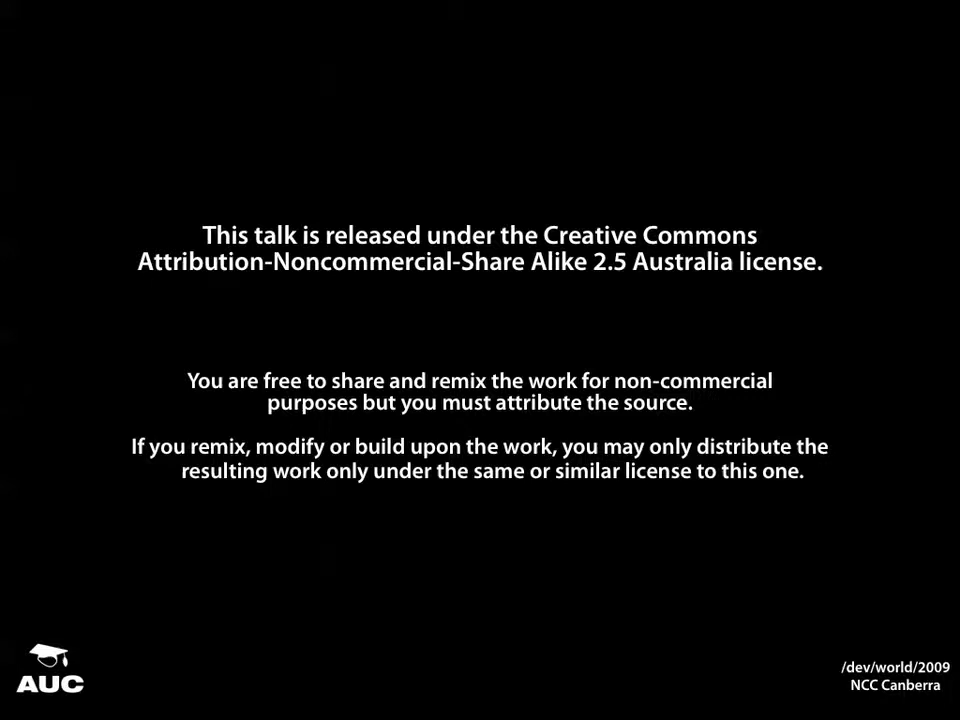 This talk is released under the Creative Commons
Attribution-Noncommercial-Share Alike 2.5 Australia license.
You are free to share and remix the work for non-commercial
purposes but you must attribute the source.
If you remix, modify or build upon the work, you may only distribute the
resulting work only under the same or similar license to this one.
AUC
/dev/world/2009
NCC Canberra